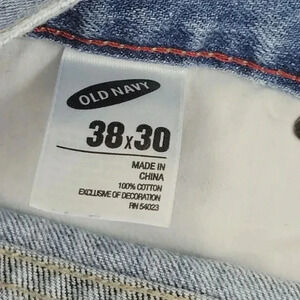 OLD NAVY
38x30
MADE IN
CHINA
100% COTTON
EXCLUSIVE OF DECORATION
RN 54023